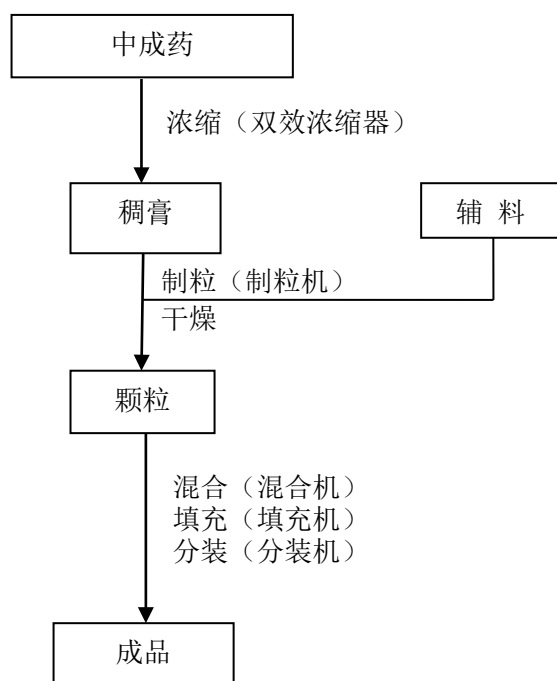 中成药
浓缩（双效浓缩器）
稠膏
辅 料
制粒（制粒机）
干燥
颗粒
混合（混合机）
填充（填充机）
分装（分装机）
成品